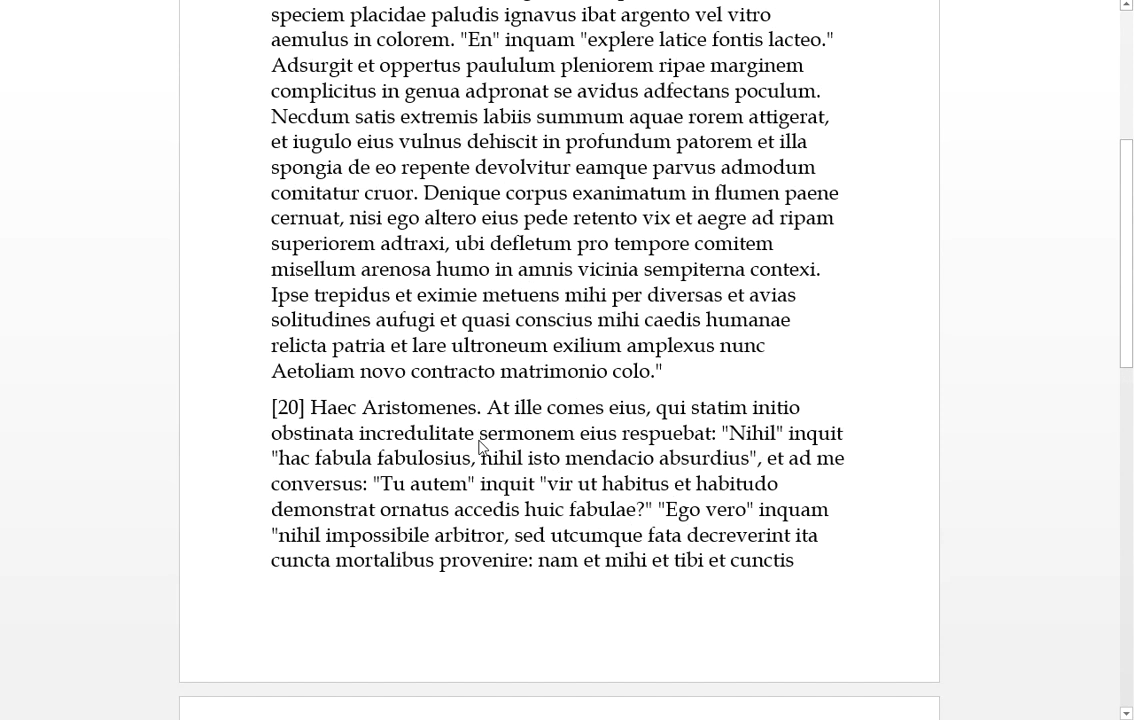 speciem placidae paludis ignavus ibat argento vel vitro
aemulus in colorem. "En" inquam "explere latice fontis lacteo."
Adsurgit et oppertus paululum pleniorem ripae marginem
complicitus in genua adpronat se avidus adfectans poculum.
Necdum satis extremis labiis summum aquae rorem attigerat,
et iugulo eius vulnus dehiscit in profundum patorem et illa
spongia de eo repente devolvitur eamque parvus admodum
comitatur cruor. Denique corpus exanimatum in flumen paene
cernuat, nisi ego altero eius pede retento vix et aegre ad ripam
superiorem adtraxi, ubi defletum pro tempore comitem
misellum arenosa humo in amnis vicinia sempiterna contexi.
Ipse trepidus et eximie metuens mihi per diversas et avias
solitudines aufugi et quasi conscius mihi caedis humanae
relicta patria et lare ultroneum exilium amplexus nunc
Aetoliam novo contracto matrimonio colo."
[20] Haec Aristomenes. At ille comes eius, qui statim initio
obstinata incredulitate sermonem eius respuebat: "Nihil" inquit
"hac fabula fabulosius, nihil isto mendacio absurdius", et ad me
conversus: "Tu autem" inquit "vir ut habitus et habitudo
demonstrat ornatus accedis huic fabulae?" "Ego vero" inquam
"nihil impossibile arbitror, sed utcumque fata decreverint ita
cuncta mortalibus provenire: nam et mihi et tibi et cunctis